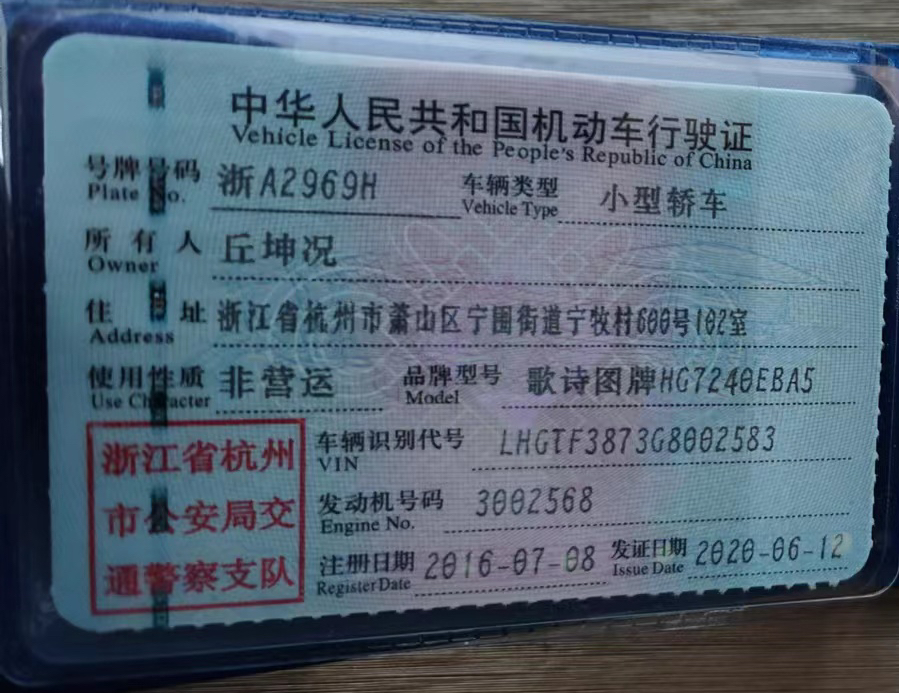 中华人民共和国机动车行驶证
Vehicle License of the People's Republic of China
号牌号码 浙A2969H 车辆类型 小型轿车
Plate No. Vehicle Type
所有人 丘坤况
Owner
住址 浙江省杭州市萧山区宁围街道宁牧村600号102室
Address
使用性质 非营运 品牌型号 歌诗图牌HG7240EBA5
Use Character Model
浙江省杭州
市公安局交
通警察支队
车辆识别代号 LHGTF3873G8002583
VIN
发动机号码 3002568
Engine No.
注册日期 2016-07-08 发证日期 2020-06-12
Register Date Issue Date